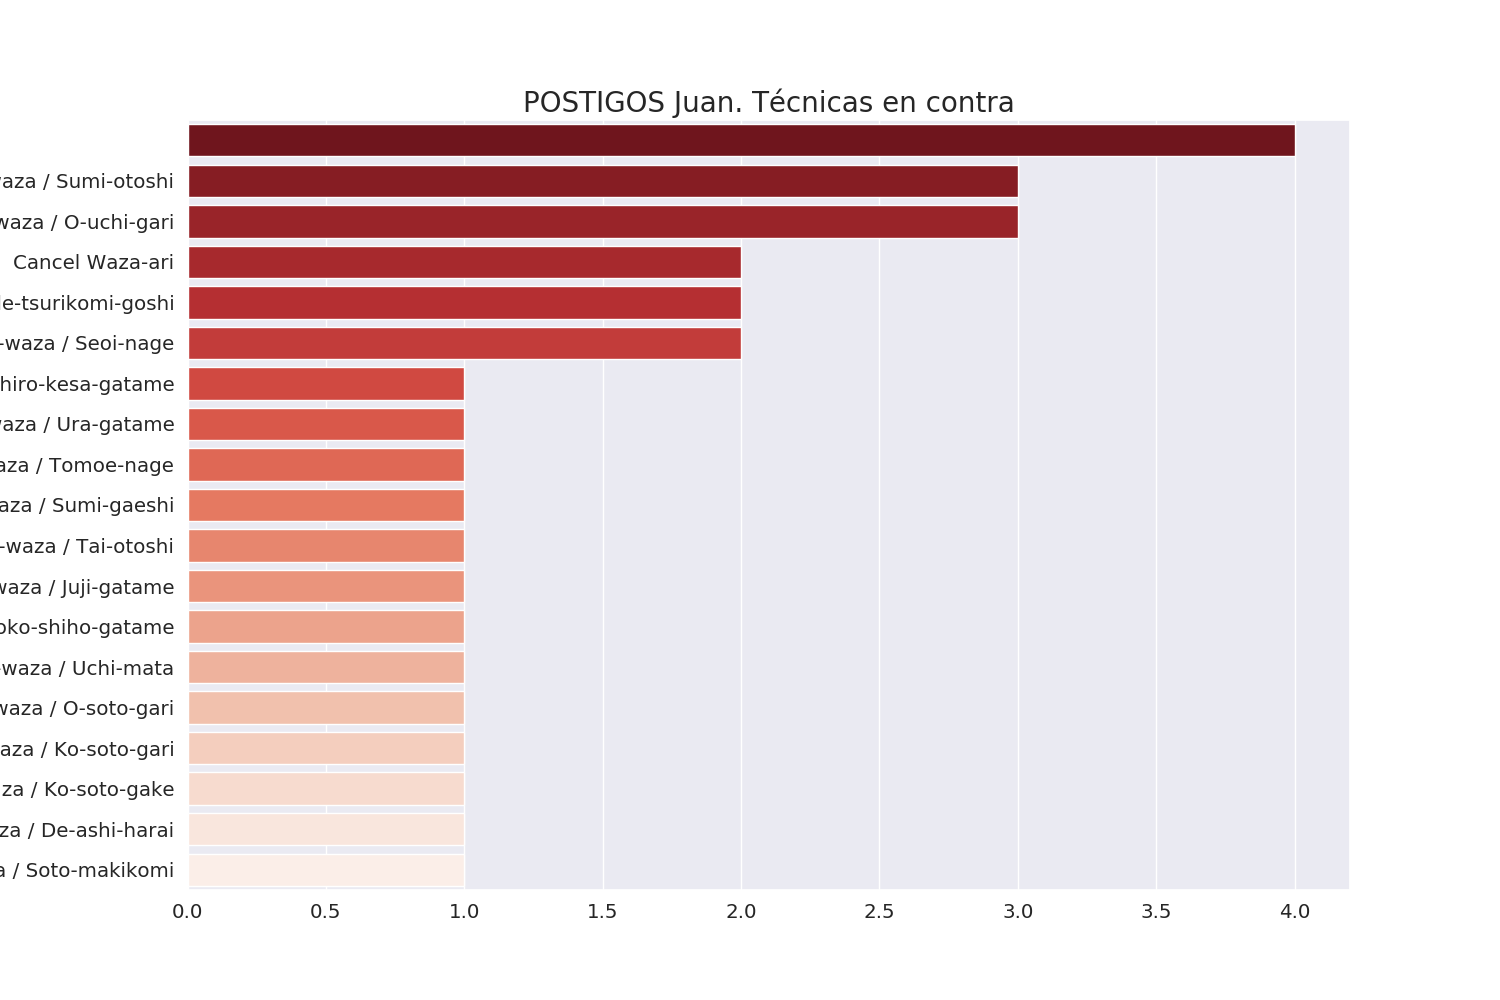 POSTIGOS Juan. Técnicas en contra
/ Sumi-otoshi
waza / O-uchi-gari
Cancel Waza-ari
-tsurikomi-goshi
-waza / Seoi-nage
hiro-kesa-gatame
/ Ura-gatame
aza / Tomoe-nage
aza / Sumi-gaeshi
-waza / Tai-otoshi
waza / Juji-gatame
oko-shiho-gatame
-waza / Uchi-mata
waza / O-soto-gari
aza / Ko-soto-gari
za / Ko-soto-gake
za / De-ashi-harai
a / Soto-makikomi
0.0 0.5 1.0 1.5 2.0 2.5 3.0 3.5 4.0